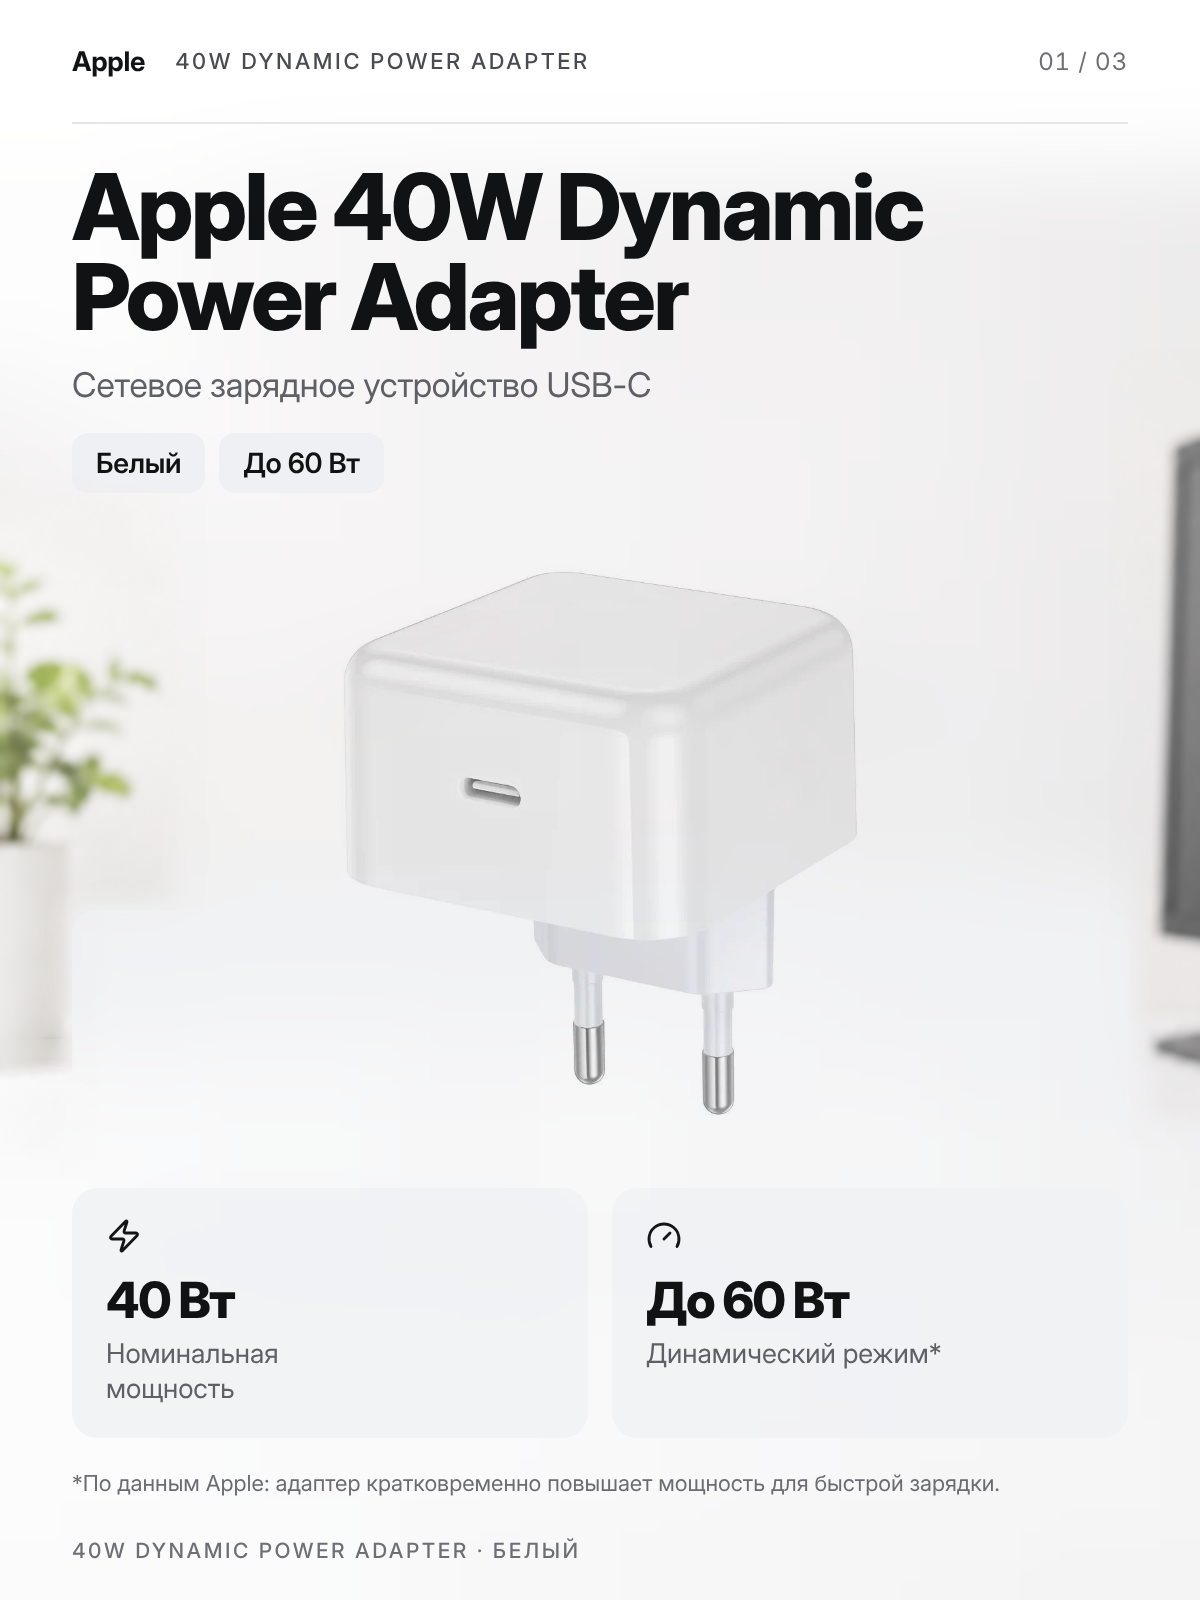 Apple 40W DYNAMIC POWER ADAPTER 01 / 03
Apple 40W Dynamic
Power Adapter
Сетевое зарядное устройство USB-C
Белый До 60 Вт
40 Вт
Номинальная
мощность
До 60 Вт
Динамический режим*
*По данным Apple: адаптер кратковременно повышает мощность для быстрой зарядки.
40W DYNAMIC POWER ADAPTER · БЕЛЫЙ